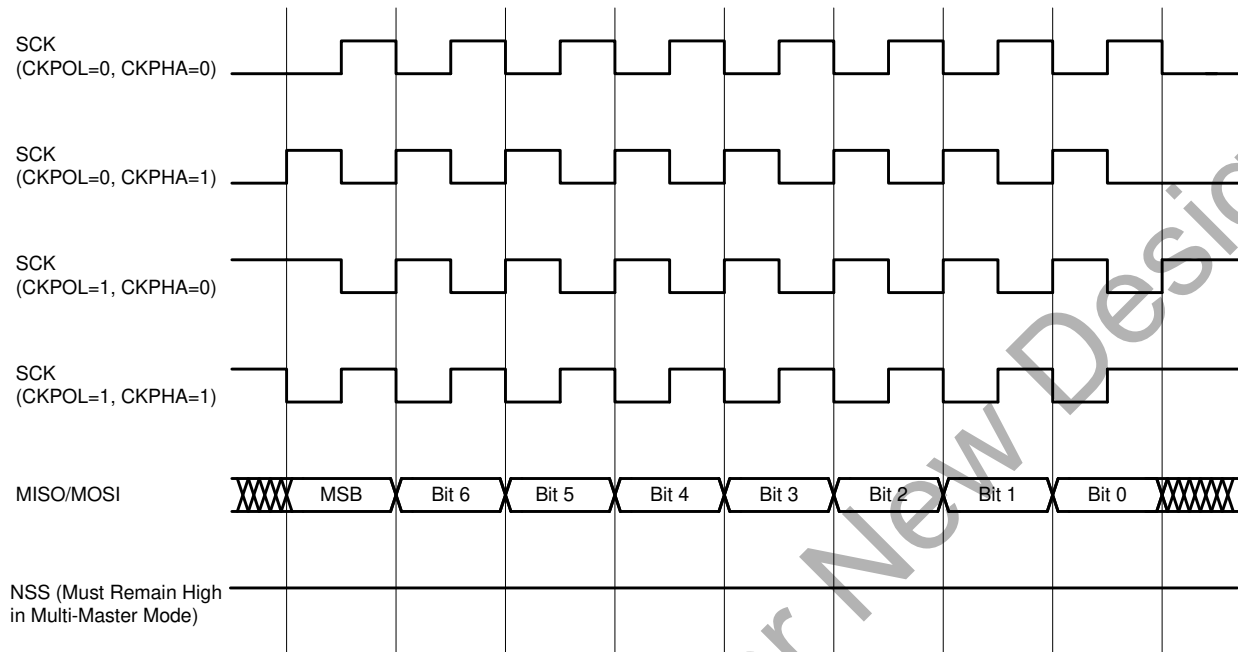 SCK
(CKPOL=0, CKPHA=0)
SCK
(CKPOL=0, CKPHA=1)
SCK
(CKPOL=1, CKPHA=0)
SCK
(CKPOL=1, CKPHA=1)
MISO/MOSI
MSB
Bit 6
Bit 5
Bit 4
Bit 3
Bit 2
Bit 1
Bit 0
NSS (Must Remain High
in Multi-Master Mode)
New